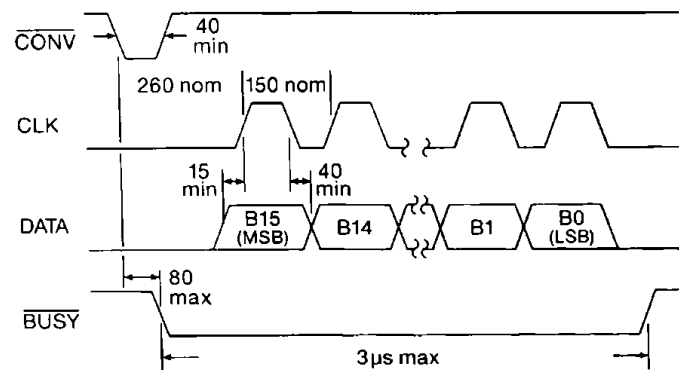 CONV
40
min
260 nom
150 nom
CLK
15
min
40
min
DATA
B15
(MSB)
B14
B1
B0
(LSB)
80
max
BUSY
3µs max